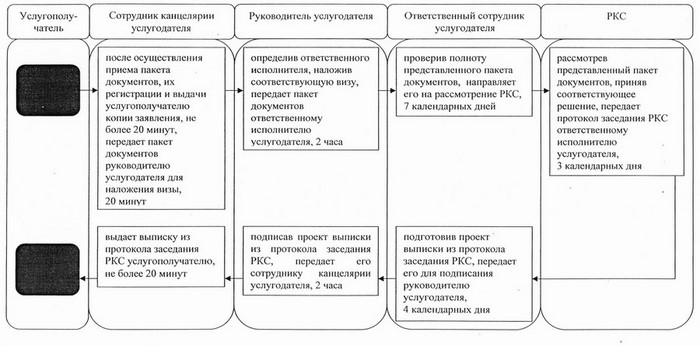 Услугополу-
чатель
Сотрудник канцелярии
услугодателя
Руководитель услугодателя
Ответственный сотрудник
услугодателя
РКС
после осуществления
приема пакета
документов, их
регистрации и выдачи
услугополучателю
копии заявления, не
более 20 минут,
передает пакет
документов
руководителю
услугодателя для
наложения визы,
20 минут
определив ответственного
исполнителя, наложив
соответствующую визу,
передает пакет
документов
ответственному
исполнителю
услугодателя, 2 часа
проверив полноту
представленного пакета
документов, направляет
его на рассмотрение РКС,
7 календарных дней
рассмотрев
представленный пакет
документов, приняв
соответствующее
решение, передает
протокол заседания РКС
ответственному
исполнителю
услугодателя,
3 календарных дня
выдает выписку из
протокола заседания
РКС услугополучателю,
не более 20 минут
подписав проект выписки
из протокола заседания
РКС, передает его
сотруднику канцелярии
услугодателя, 2 часа
подготовив проект
выписки из протокола
заседания РКС, передает
его для подписания
руководителю
услугодателя,
4 календарных дня